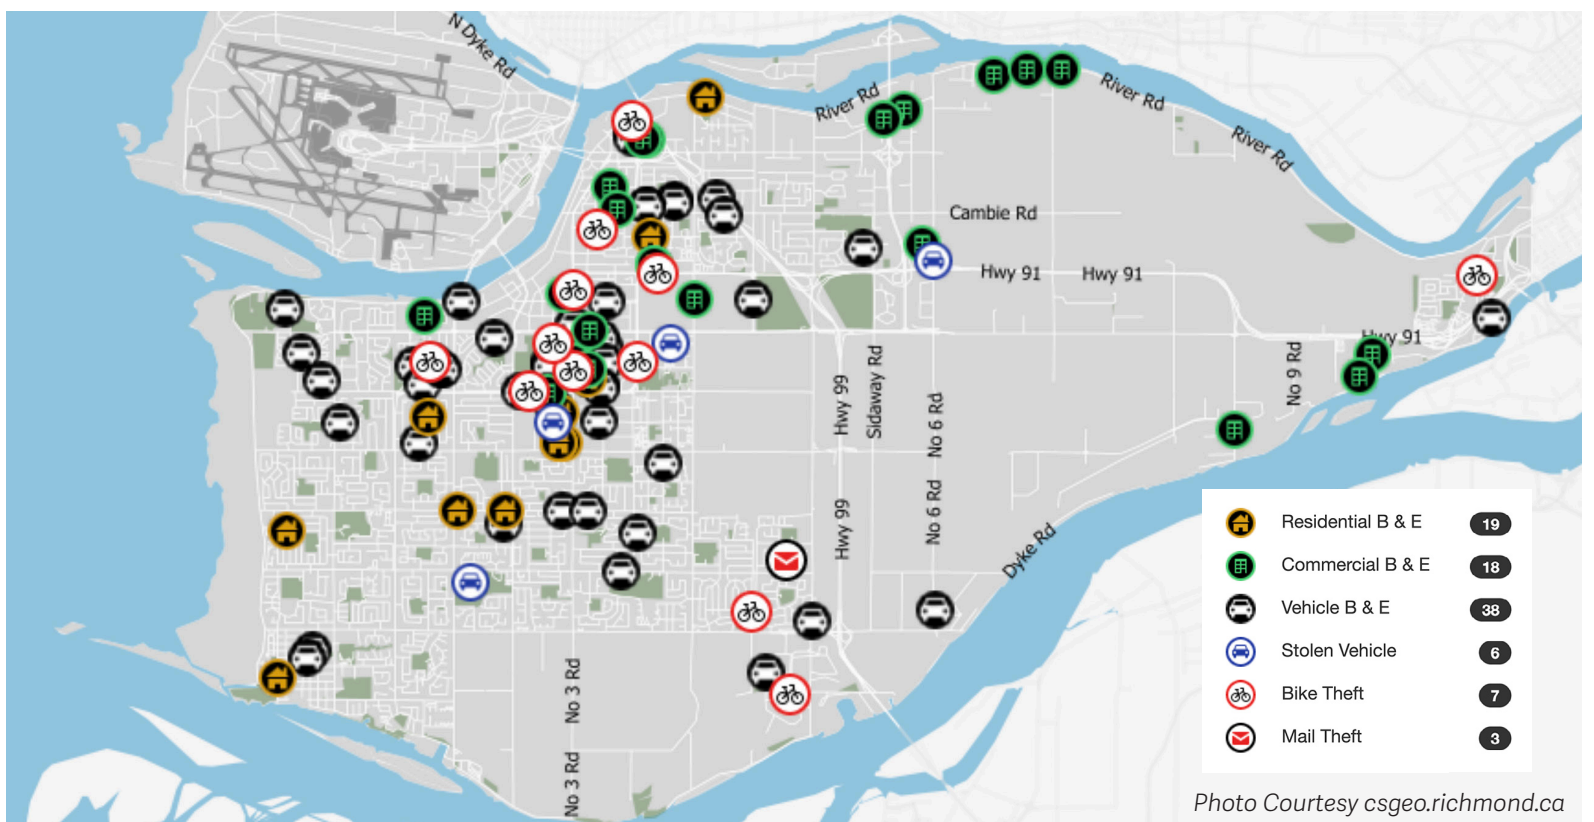 N Dyke Rd
River Rd
River Rd
River Rd
Cambie Rd
Hwy 91
Hwy 91
Hwy 91
No 9 Rd
Hwy 99
Sidaway Rd
No 6 Rd
Hwy 99
No 6 Rd
Dyke Rd
No 3 Rd
No 3 Rd
Residential B & E 19
Commercial B & E 18
Vehicle B & E 38
Stolen Vehicle 6
Bike Theft 7
Mail Theft 3
Photo Courtesy csgeo.richmond.ca